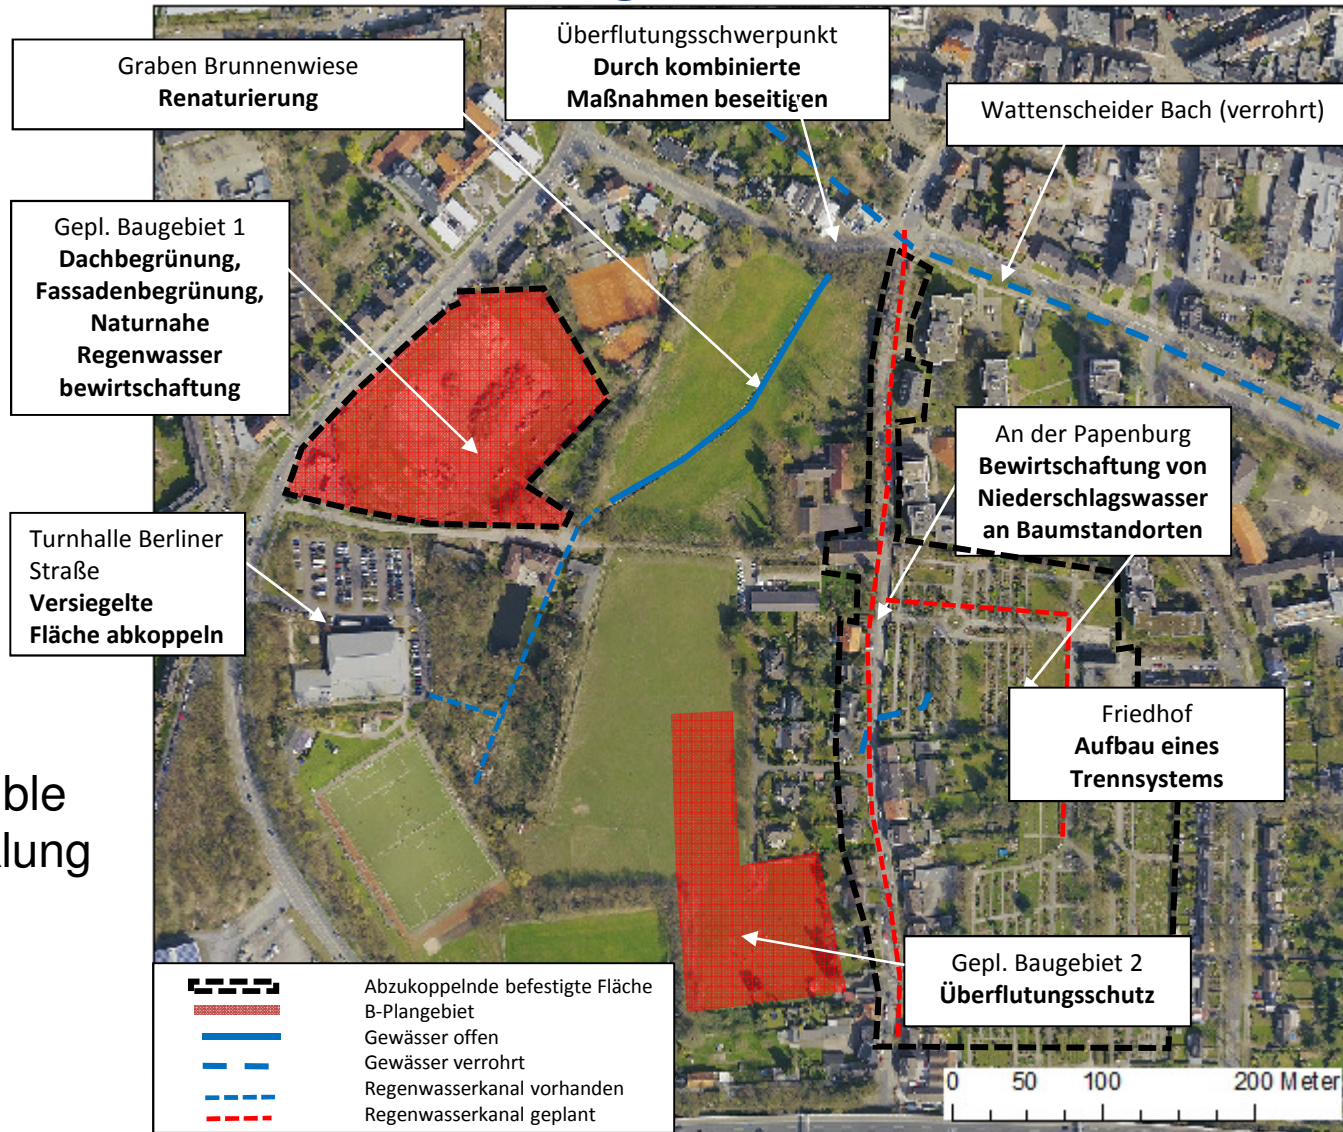 Graben Brunnenwiese
Renaturierung
Überflutungsschwerpunkt
Durch kombinierte
Maßnahmen beseitigen
Wattenscheider Bach (verrohrt)
Gepl. Baugebiet 1
Dachbegrünung,
Fassadenbegrünung,
Naturnahe
Regenwasser
bewirtschaftung
An der Papenburg
Bewirtschaftung von
Niederschlagswasser
an Baumstandorten
Turnhalle Berliner
Straße
Versiegelte
Fläche abkoppeln
Friedhof
Aufbau eines
Trennsystems
ble
lung
Gepl. Baugebiet 2
Überflutungsschutz
Abzukoppelnde befestigte Fläche
B-Plangebiet
Gewässer offen
Gewässer verrohrt
Regenwasserkanal vorhanden
Regenwasserkanal geplant
0 50 100 200 Meter